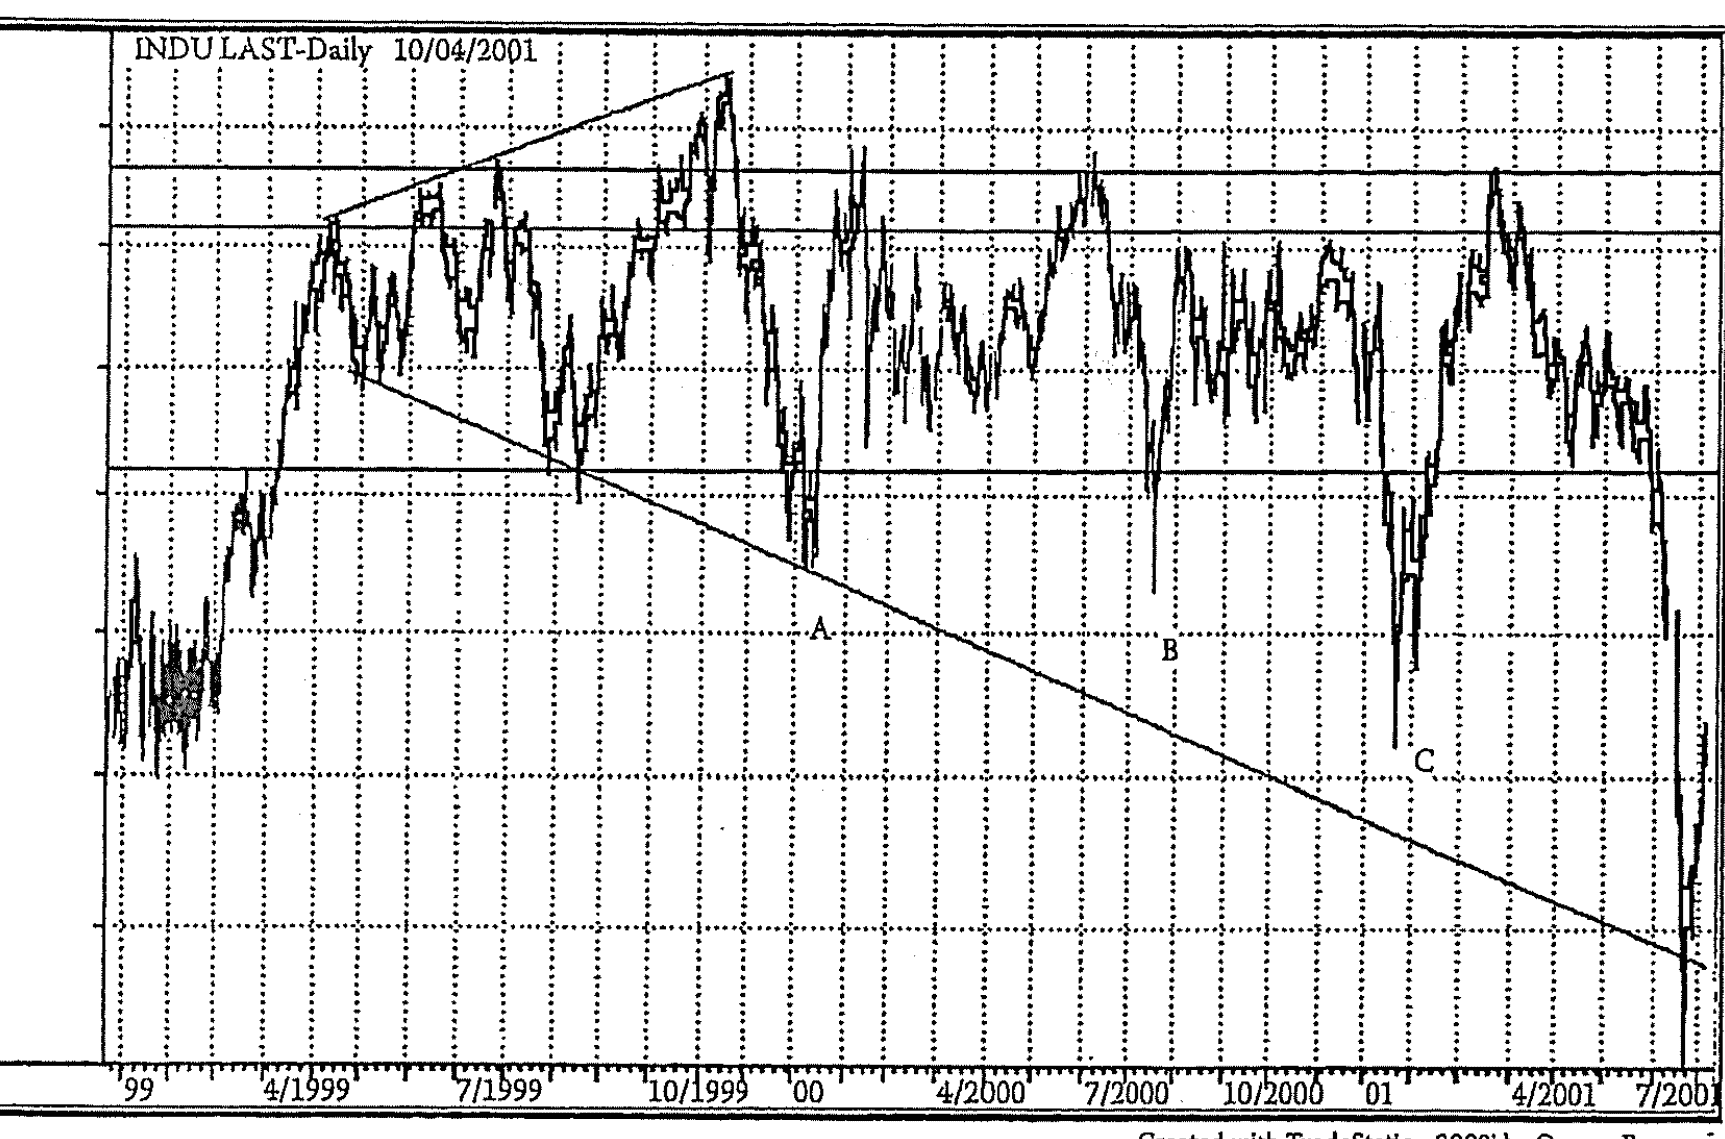 INDU LAST-Daily 10/04/2001
A
B
C
99 4/1999 7/1999 10/1999 00 4/2000 7/2000 10/2000 01 4/2001 7/2001
Created with TradeStation